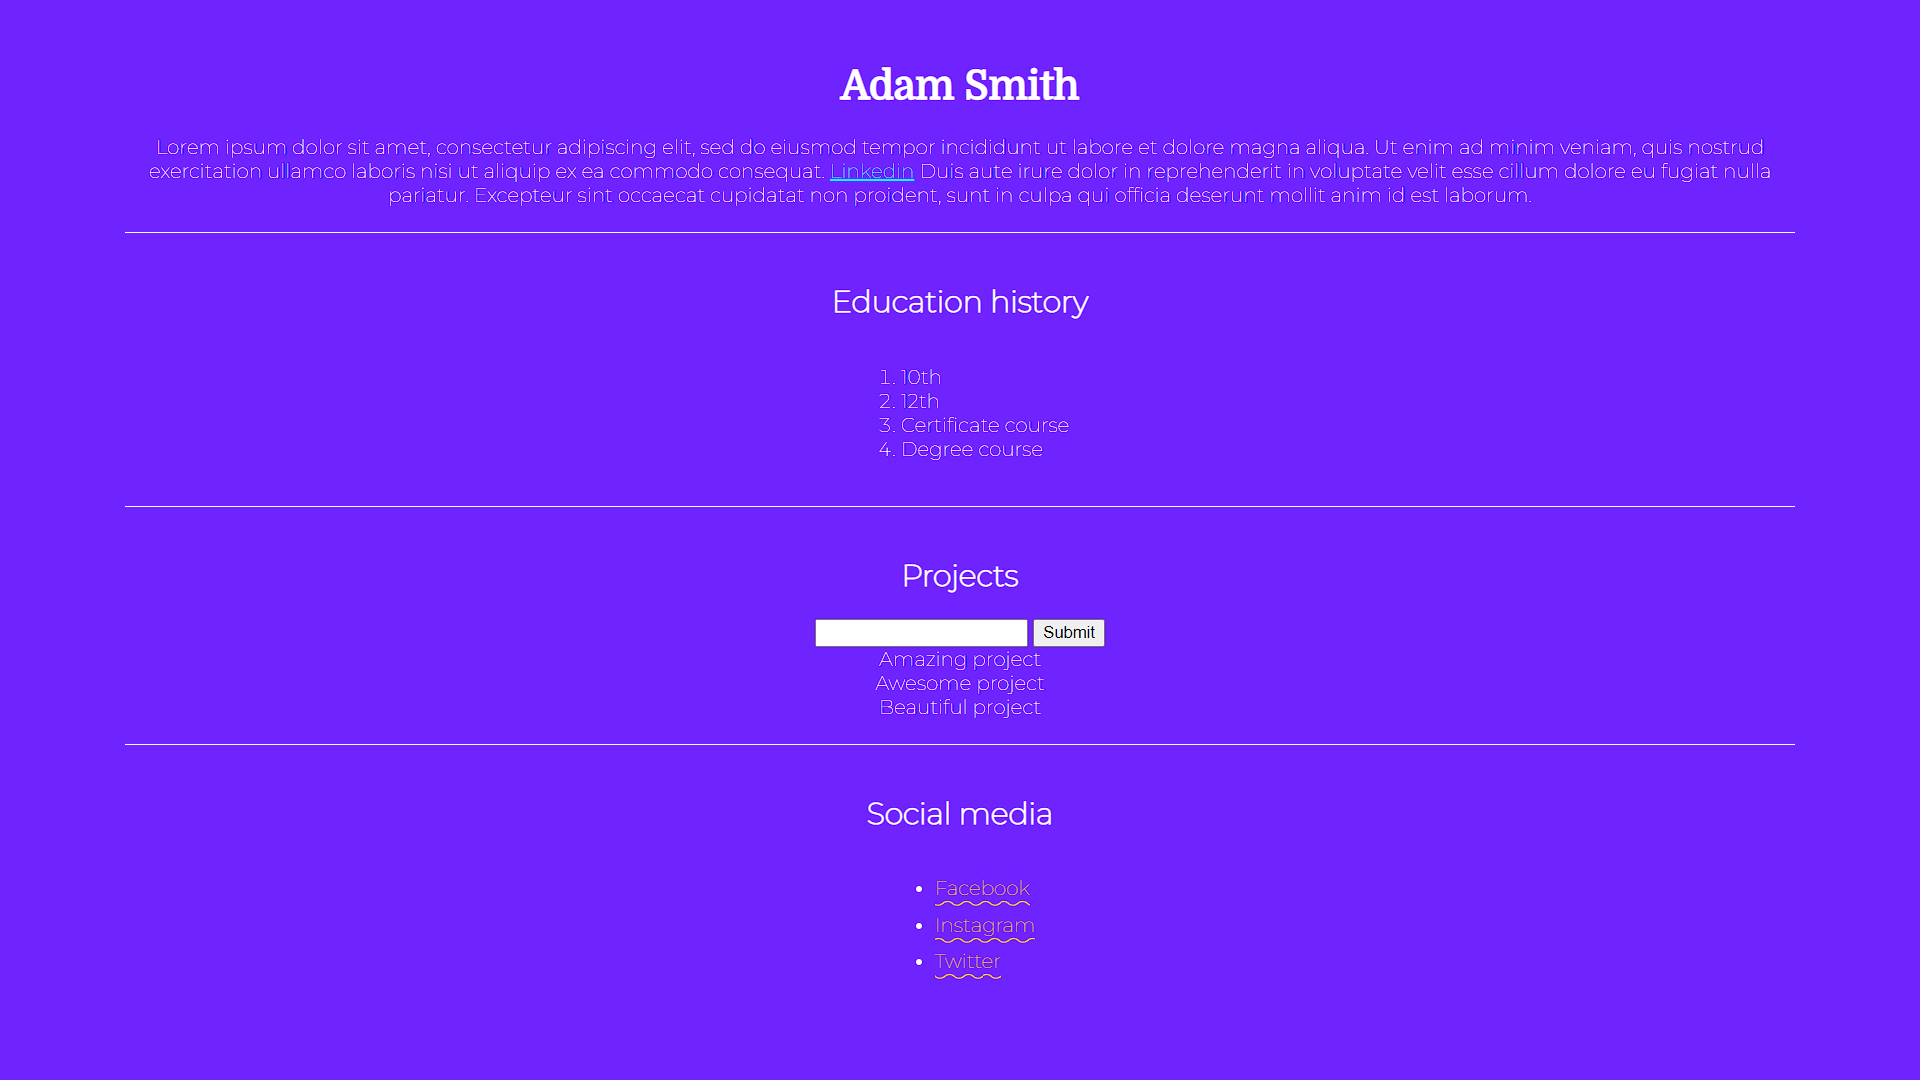 Adam Smith
Lorem ipsum dolor sit amet, consectetur adipiscing elit, sed do eiusmod tempor incididunt ut labore et dolore magna aliqua. Ut enim ad minim veniam, quis nostrud
exercitation ullamco laboris nisi ut aliquip ex ea commodo consequat. Linkedin Duis aute irure dolor in reprehenderit in voluptate velit esse cillum dolore eu fugiat nulla
pariatur. Excepteur sint occaecat cupidatat non proident, sunt in culpa qui officia deserunt mollit anim id est laborum.
Education history
1. 10th
2. 12th
3. Certificate course
4. Degree course
Projects
Submit
Amazing project
Awesome project
Beautiful project
Social media
• Facebook
• Instagram
• Twitter